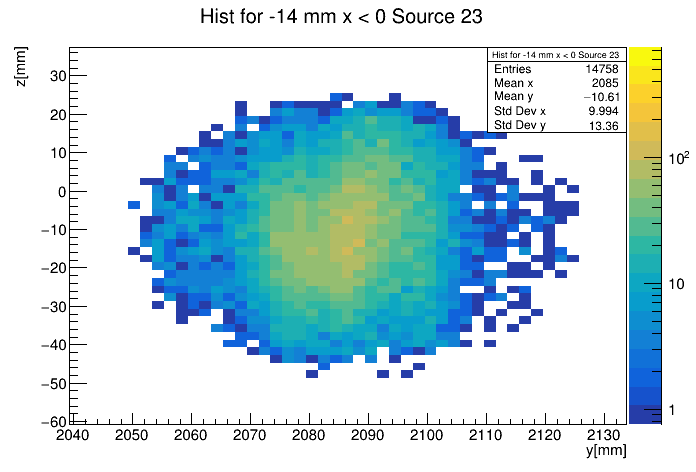 Hist for -14 mm x < 0 Source 23
z[mm]
Hist for -14 mm x < 0 Source 23
Entries 14758
Mean x 2085
Mean y −10.61
Std Dev x 9.994
Std Dev y 13.36
30
20
10
0
−10
−20
−30
−40
−50
−60
2040 2050 2060 2070 2080 2090 2100 2110 2120 2130
y[mm]
10²
10
1